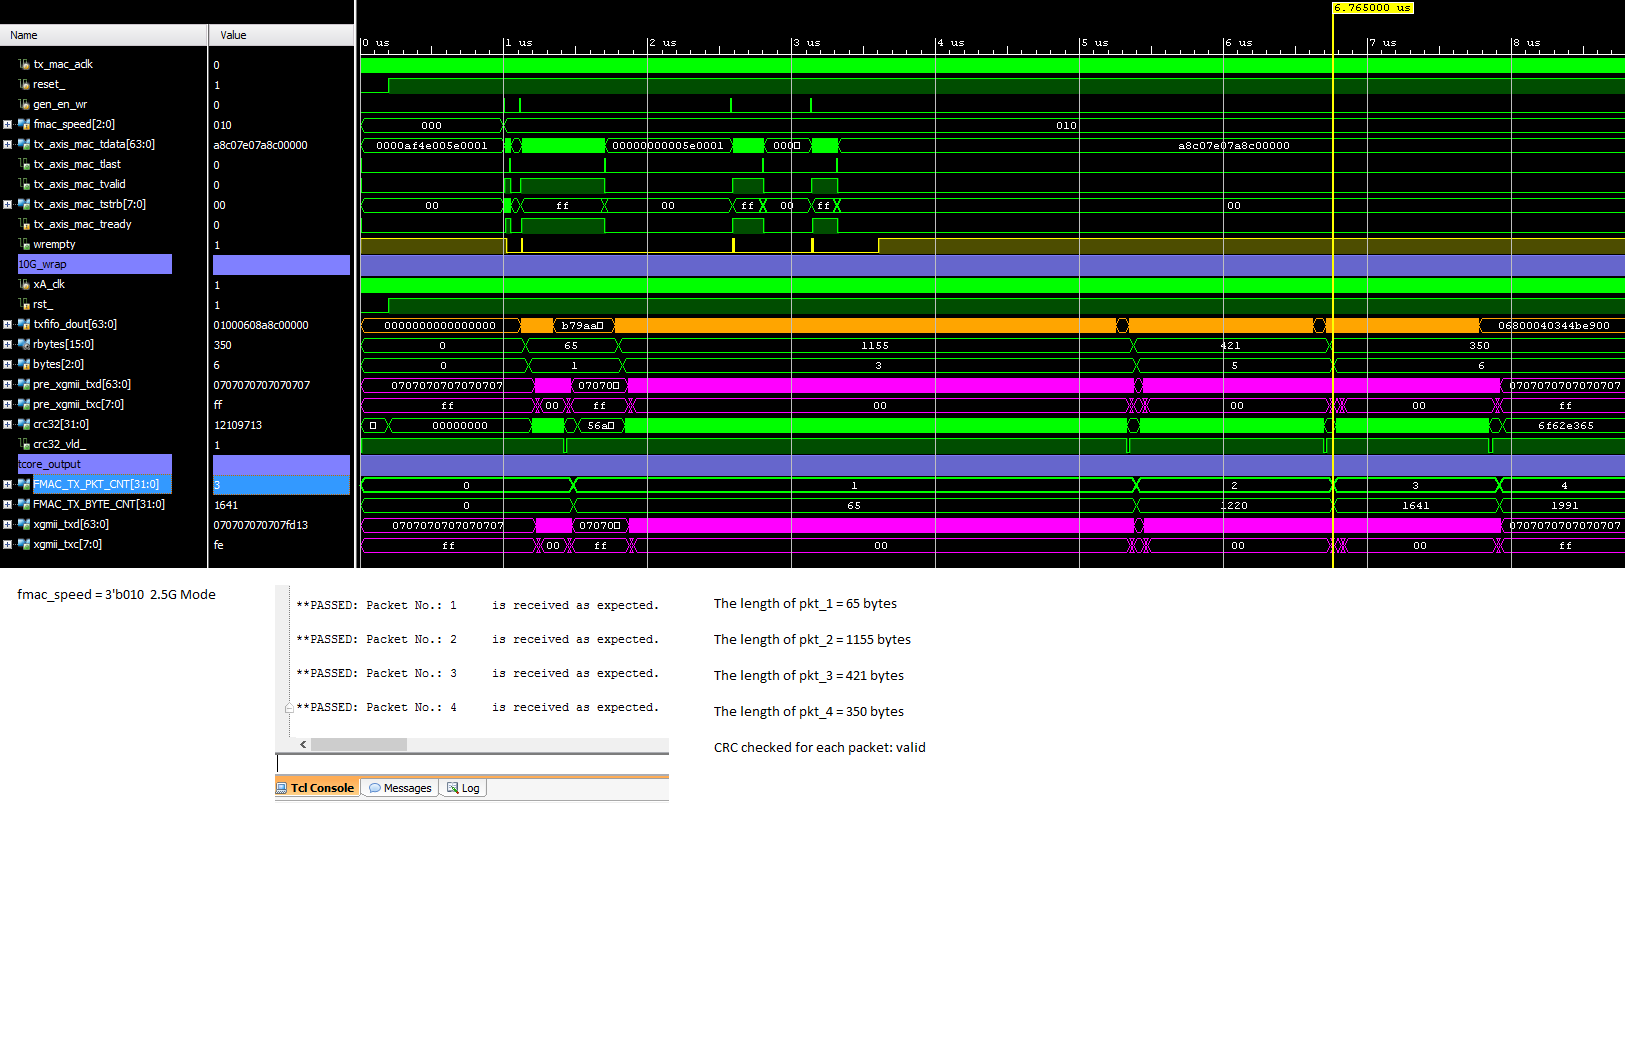 6.765000 us
Name Value 0 us 1 us 2 us 3 us 4 us 5 us 6 us 7 us 8 us
tx_mac_aclk 0
reset_ 1
gen_en_wr 0
fmac_speed[2:0] 010 000 010
tx_axis_mac_tdata[63:0] a8c07e07a8c00000 0000af4e005e0001 00000000005e0001 000 a8c07e07a8c00000
tx_axis_mac_tlast 0
tx_axis_mac_tvalid 0
tx_axis_mac_tstrb[7:0] 00 00 ff 00 ff 00 ff 00
tx_axis_mac_tready 0
wrempty 1
10G_wrap
xA_clk 1
rst_ 1
txfifo_dout[63:0] 01000608a8c00000 0000000000000000 b79aa 06800040344be900
rbytes[15:0] 350 0 65 1155 421 350
bytes[2:0] 6 0 1 3 5 6
pre_xgmii_txd[63:0] 0707070707070707 0707070707070707 07070 0707070707070707
pre_xgmii_txc[7:0] ff ff 00 ff 00 00 00 ff
crc32[31:0] 12109713 00000000 56a 6f62e365
crc32_vld_ 1
tcore_output
FMAC_TX_PKT_CNT[31:0] 3 0 1 2 3 4
FMAC_TX_BYTE_CNT[31:0] 1641 0 65 1220 1641 1991
xgmii_txd[63:0] 070707070707fd13 0707070707070707 07070 0707070707070707
xgmii_txc[7:0] fe ff 00 ff 00 00 00 ff
fmac_speed = 3'b010 2.5G Mode
**PASSED: Packet No.: 1 is received as expected.
**PASSED: Packet No.: 2 is received as expected.
**PASSED: Packet No.: 3 is received as expected.
**PASSED: Packet No.: 4 is received as expected.
Tcl Console Messages Log
The length of pkt_1 = 65 bytes
The length of pkt_2 = 1155 bytes
The length of pkt_3 = 421 bytes
The length of pkt_4 = 350 bytes
CRC checked for each packet: valid